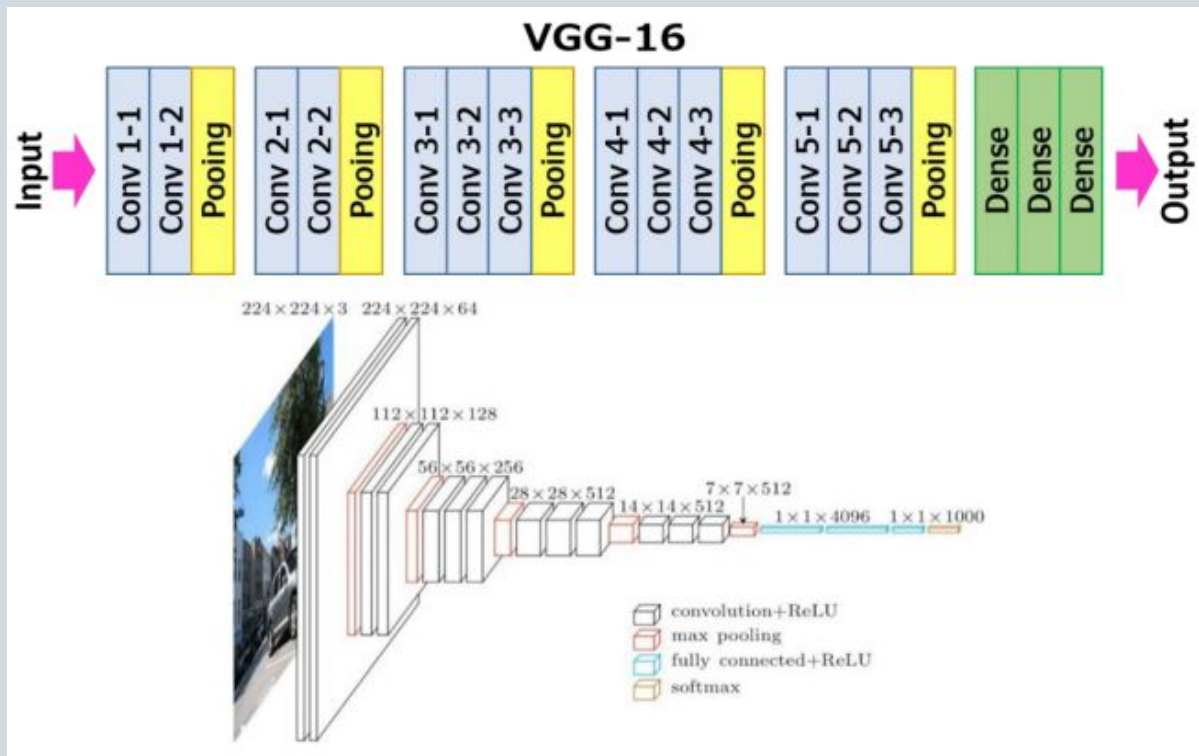 VGG-16
Input
Conv 1-1
Conv 1-2
Pooing
Conv 2-1
Conv 2-2
Pooing
Conv 3-1
Conv 3-2
Conv 3-3
Pooing
Conv 4-1
Conv 4-2
Conv 4-3
Pooing
Conv 5-1
Conv 5-2
Conv 5-3
Pooing
Dense
Dense
Dense
Output
224×224×3 224×224×64
112×112×128
56×56×256
28×28×512
14×14×512
7×7×512
1×1×4096 1×1×1000
convolution+ReLU
max pooling
fully connected+ReLU
softmax